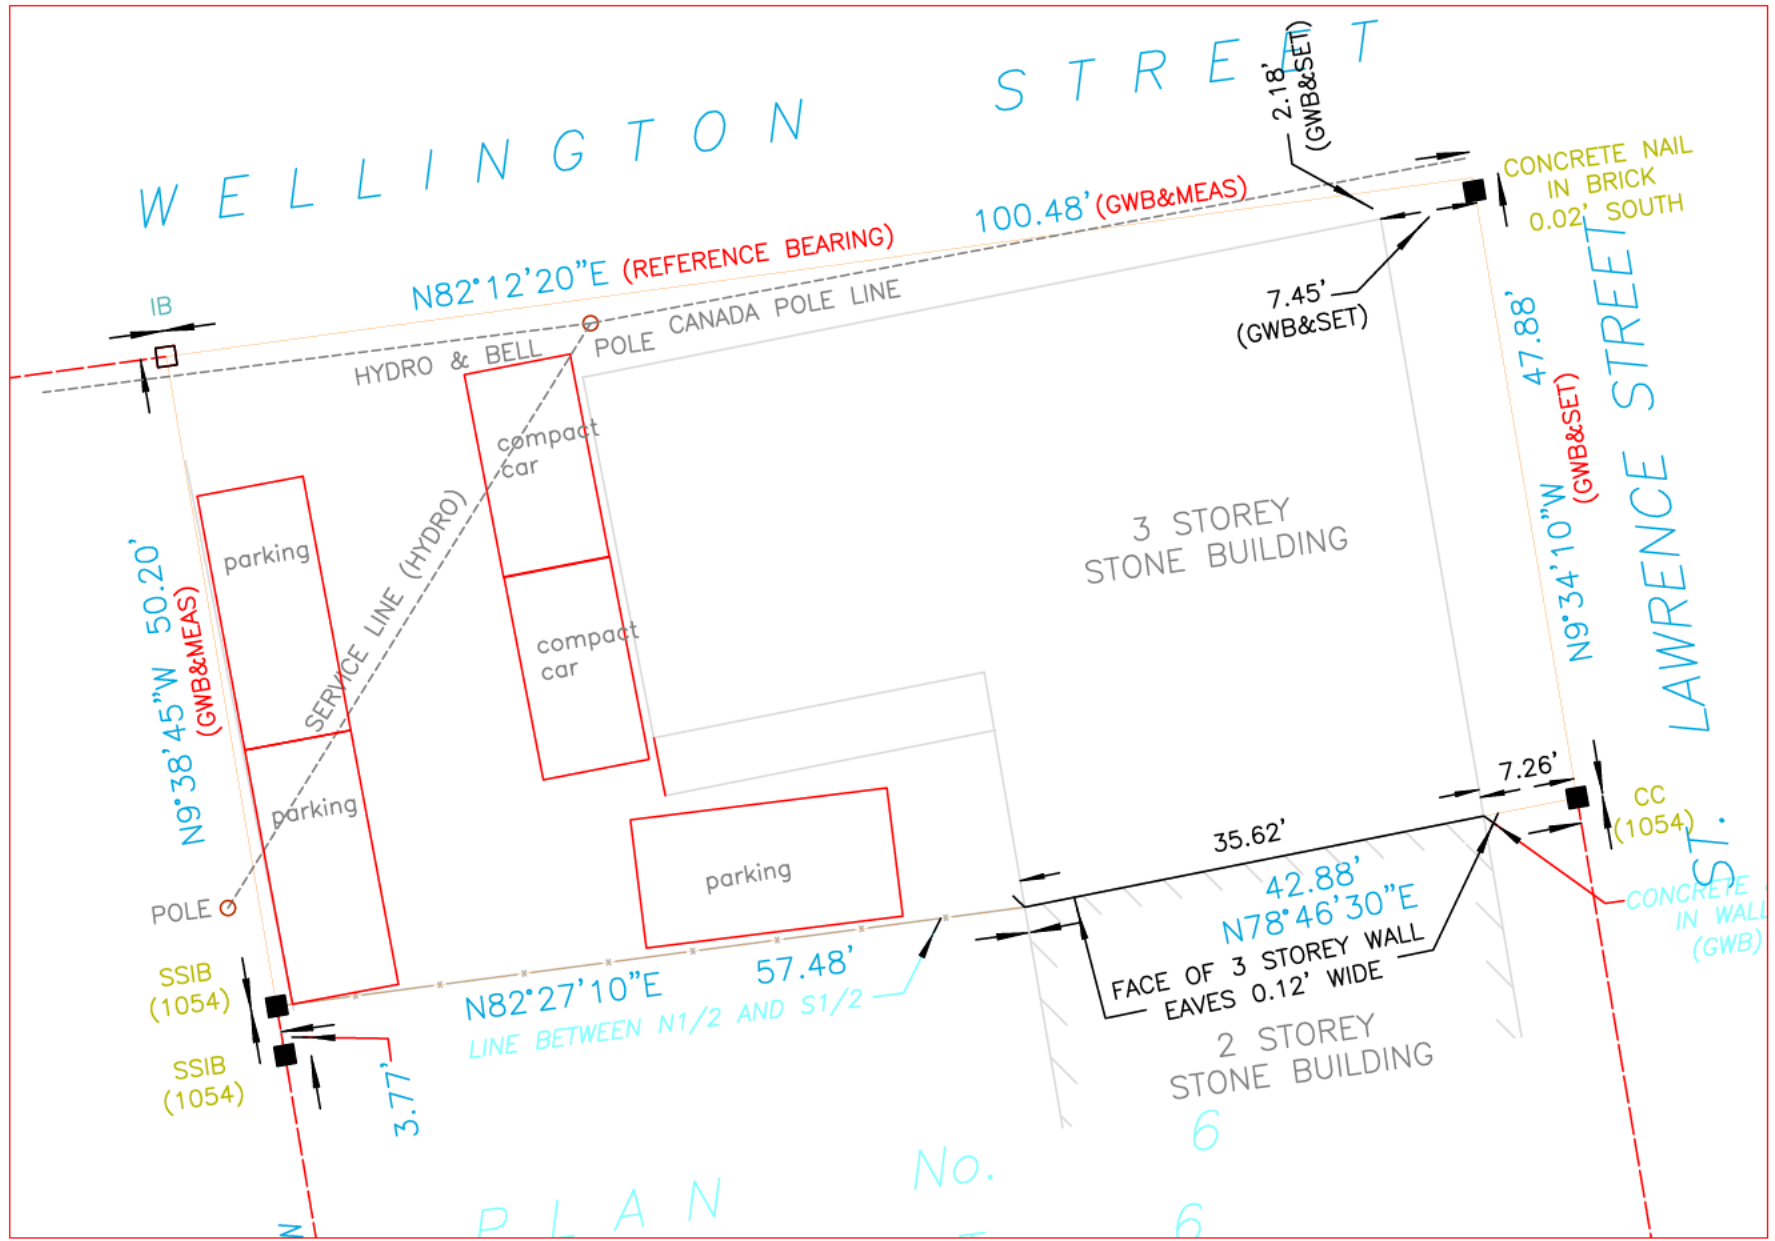 WELLINGTON STREET
2.18'
(GWB&SET)
CONCRETE NAIL
IN BRICK
0.02' SOUTH
100.48' (GWB&MEAS)
N82°12'20"E (REFERENCE BEARING)
IB
HYDRO & BELL
POLE
CANADA POLE LINE
7.45'
(GWB&SET)
47.88'
(GWB&SET)
N9°34'10"W
ST. LAWRENCE STREET
compact
car
parking
SERVICE LINE (HYDRO)
3 STOREY
STONE BUILDING
50.20'
N9°38'45"W
(GWB&MEAS)
compact
car
parking
parking
POLE
7.26'
CC
(1054)
35.62'
42.88'
N78°46'30"E
CONCRETE
IN WALL
(GWB)
FACE OF 3 STOREY WALL
EAVES 0.12' WIDE
57.48'
N82°27'10"E
LINE BETWEEN N1/2 AND S1/2
SSIB
(1054)
SSIB
(1054)
3.77'
2 STOREY
STONE BUILDING
PLAN No. 6
6
N